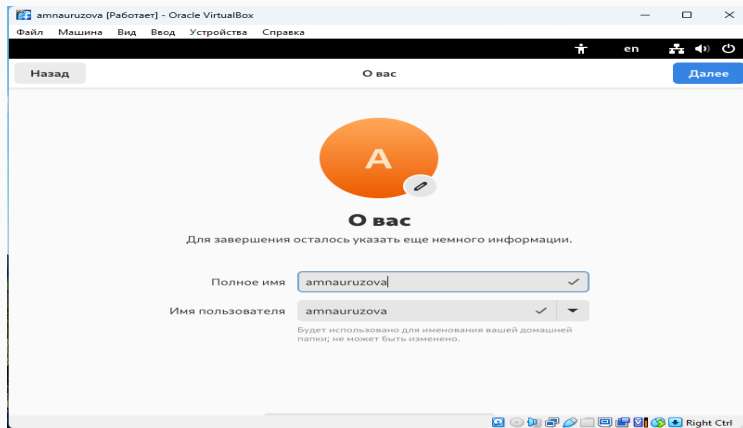 amnauruzova [Работает] - Oracle VirtualBox
Файл Машина Вид Ввод Устройства Справка
en
Назад О вас Далее
A
О вас
Для завершения осталось указать еще немного информации.
Полное имя amnauruzova
Имя пользователя amnauruzova
Будет использовано для именования вашей домашней
папки; не может быть изменено.
Right Ctrl